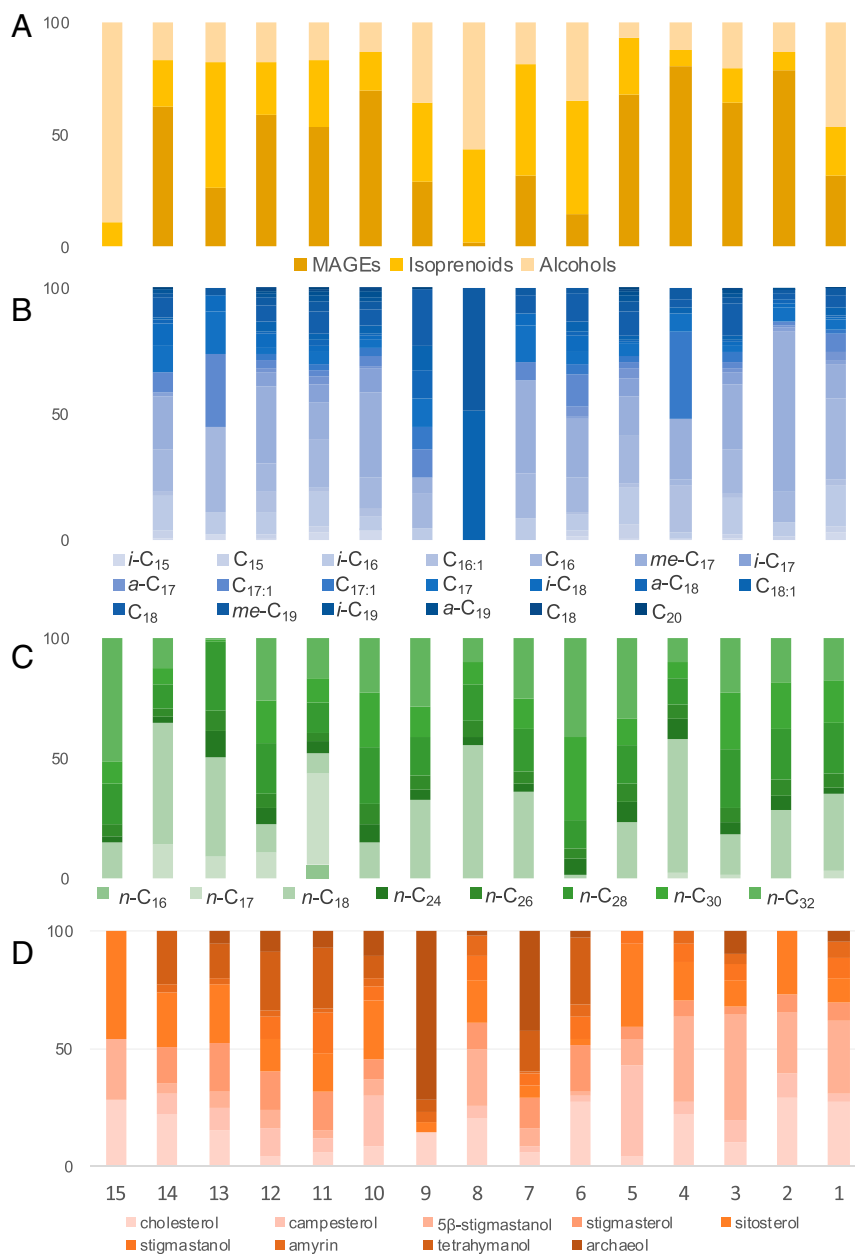 A
100
50
0
MAGEs Isoprenoids Alcohols
B
100
50
0
i-C₁₅ C₁₅ i-C₁₆ C₁₆:₁ C₁₆ me-C₁₇ i-C₁₇
a-C₁₇ C₁₇:₁ C₁₇:₁ C₁₇ i-C₁₈ a-C₁₈ C₁₈:₁
C₁₈ me-C₁₉ i-C₁₉ a-C₁₉ C₁₈ C₂₀
C
100
50
0
n-C₁₆ n-C₁₇ n-C₁₈ n-C₂₄ n-C₂₆ n-C₂₈ n-C₃₀ n-C₃₂
D
100
50
0
15 14 13 12 11 10 9 8 7 6 5 4 3 2 1
cholesterol campesterol 5β-stigmastanol stigmasterol sitosterol
stigmastanol amyrin tetrahymanol archaeol